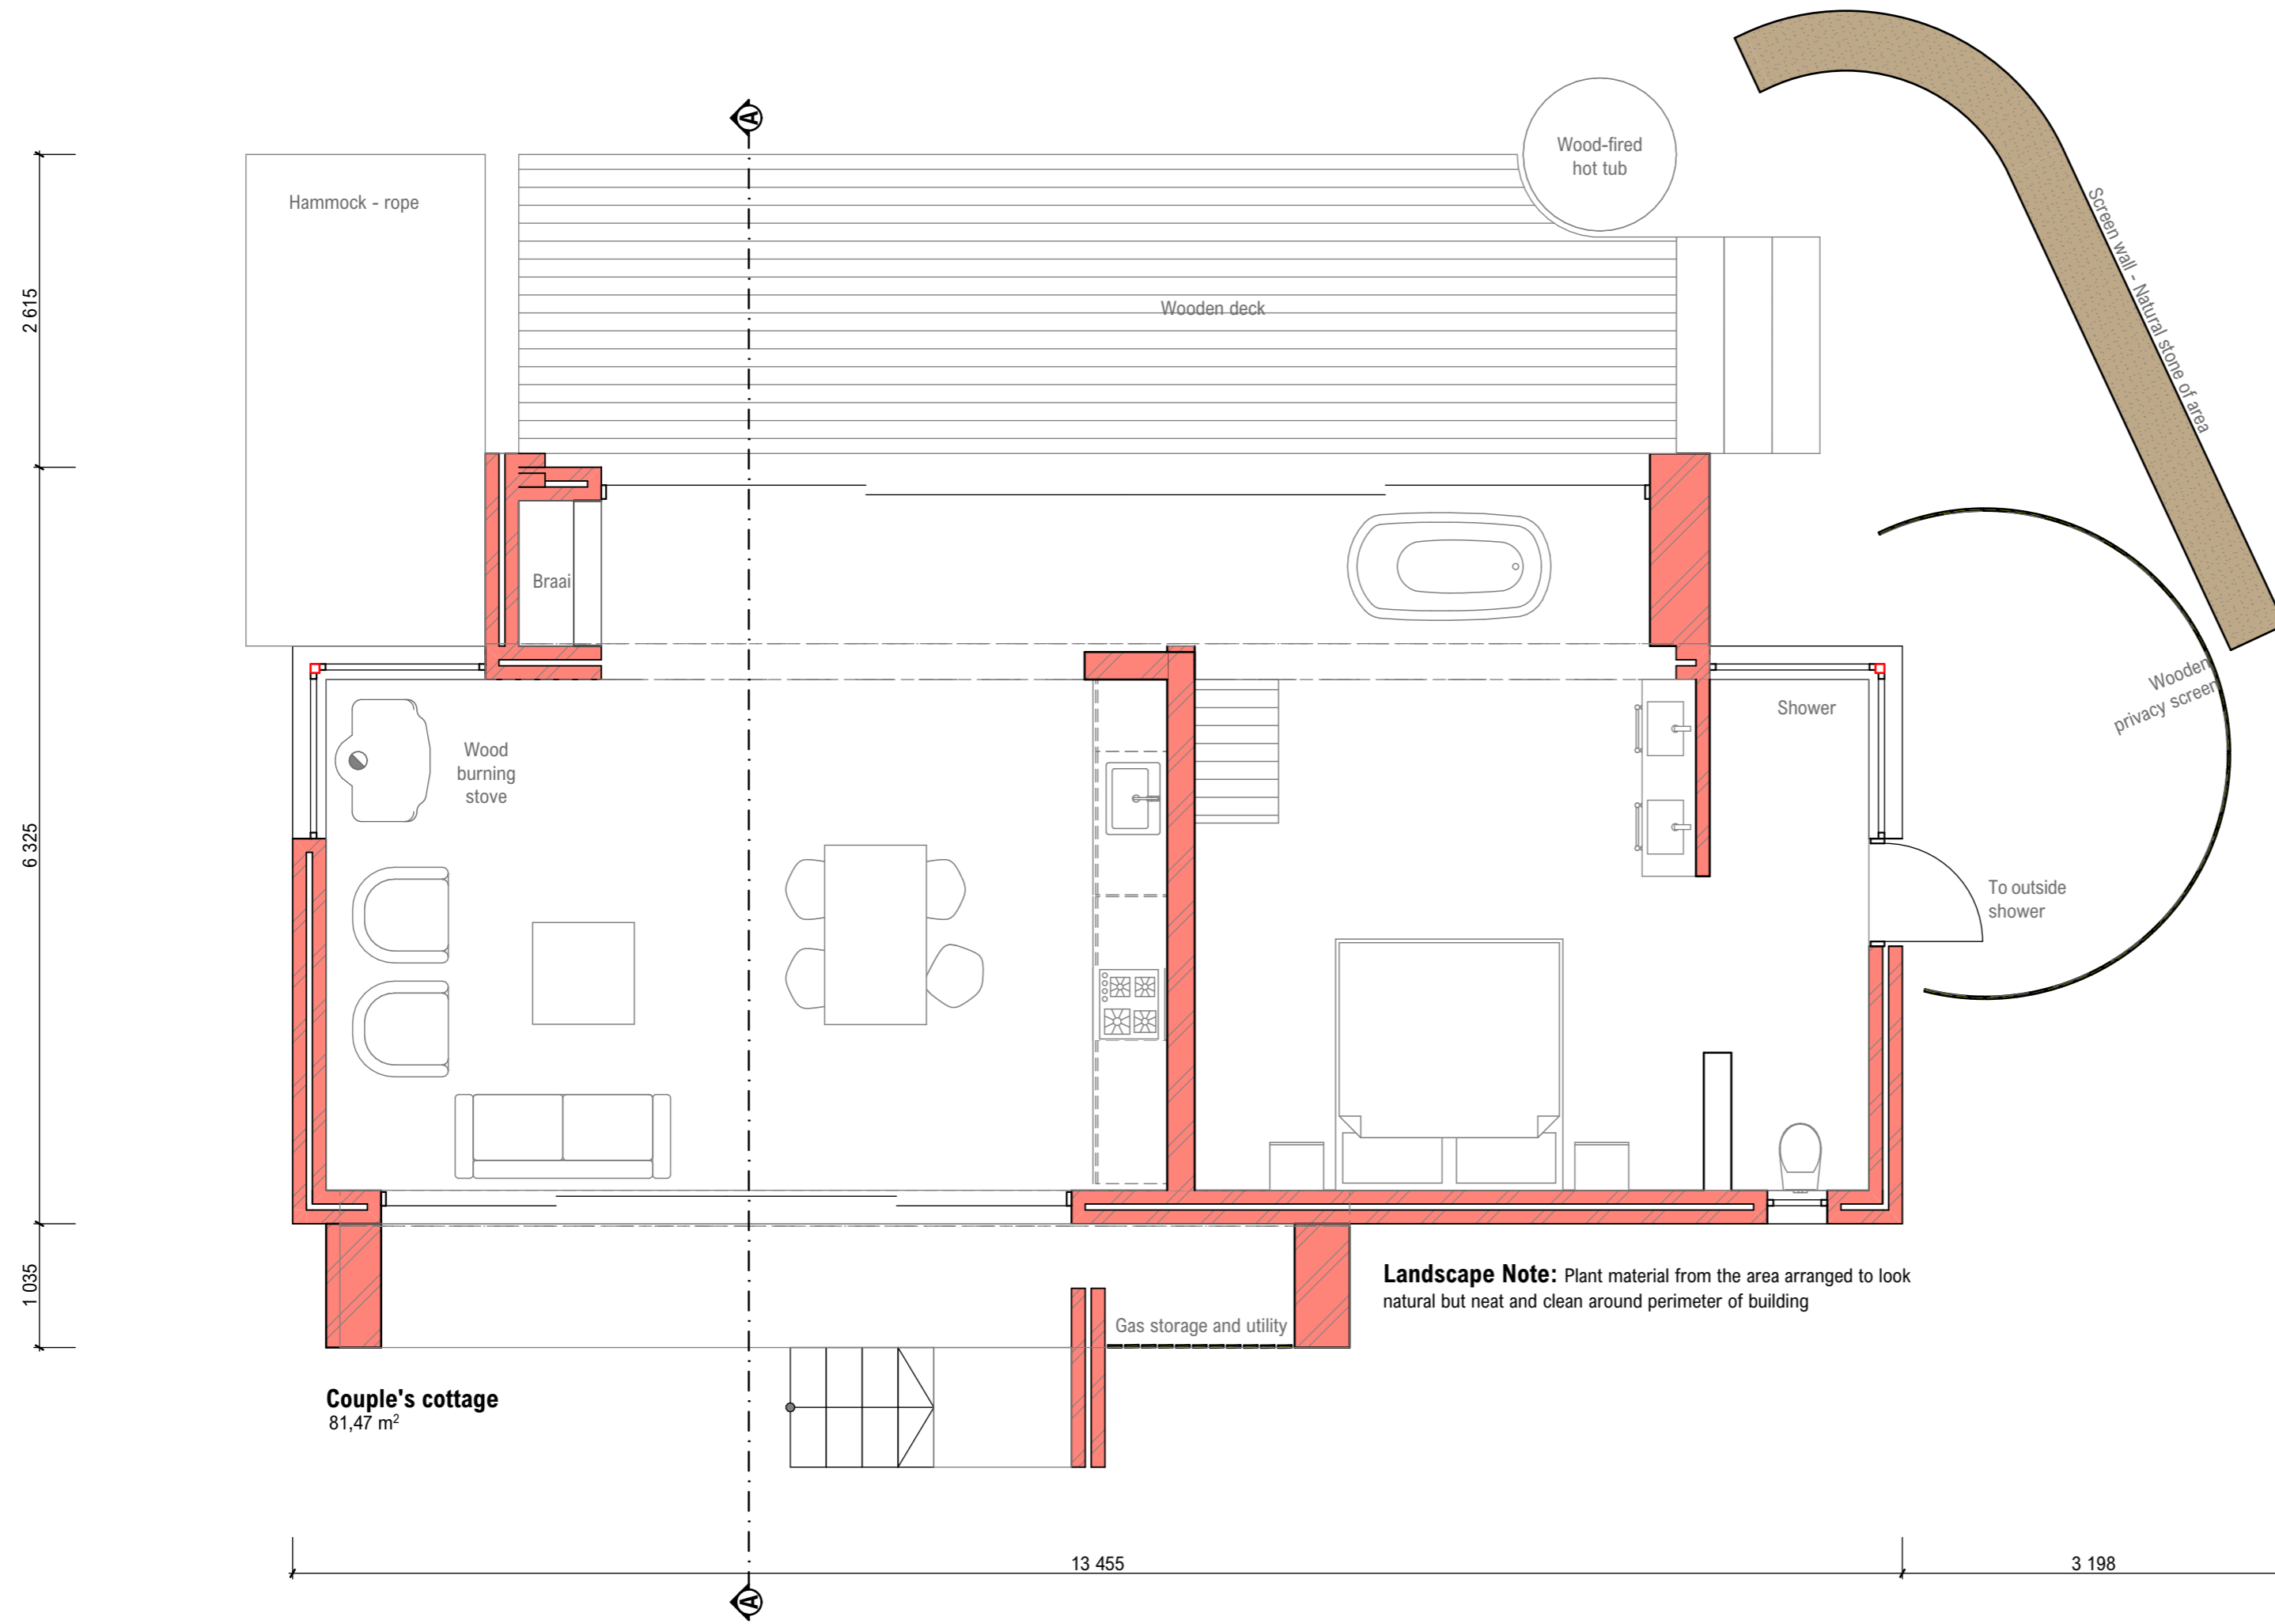 A
Wood-fired
hot tub
Hammock - rope
Screen wall - Natural stone of area
2 615
Wooden deck
Braai
Wooden
privacy screen
Shower
Wood
burning
stove
6 325
To outside
shower
Landscape Note: Plant material from the area arranged to look
natural but neat and clean around perimeter of building
1 035
Gas storage and utility
Couple's cottage
81,47 m²
13 455
3 198
A